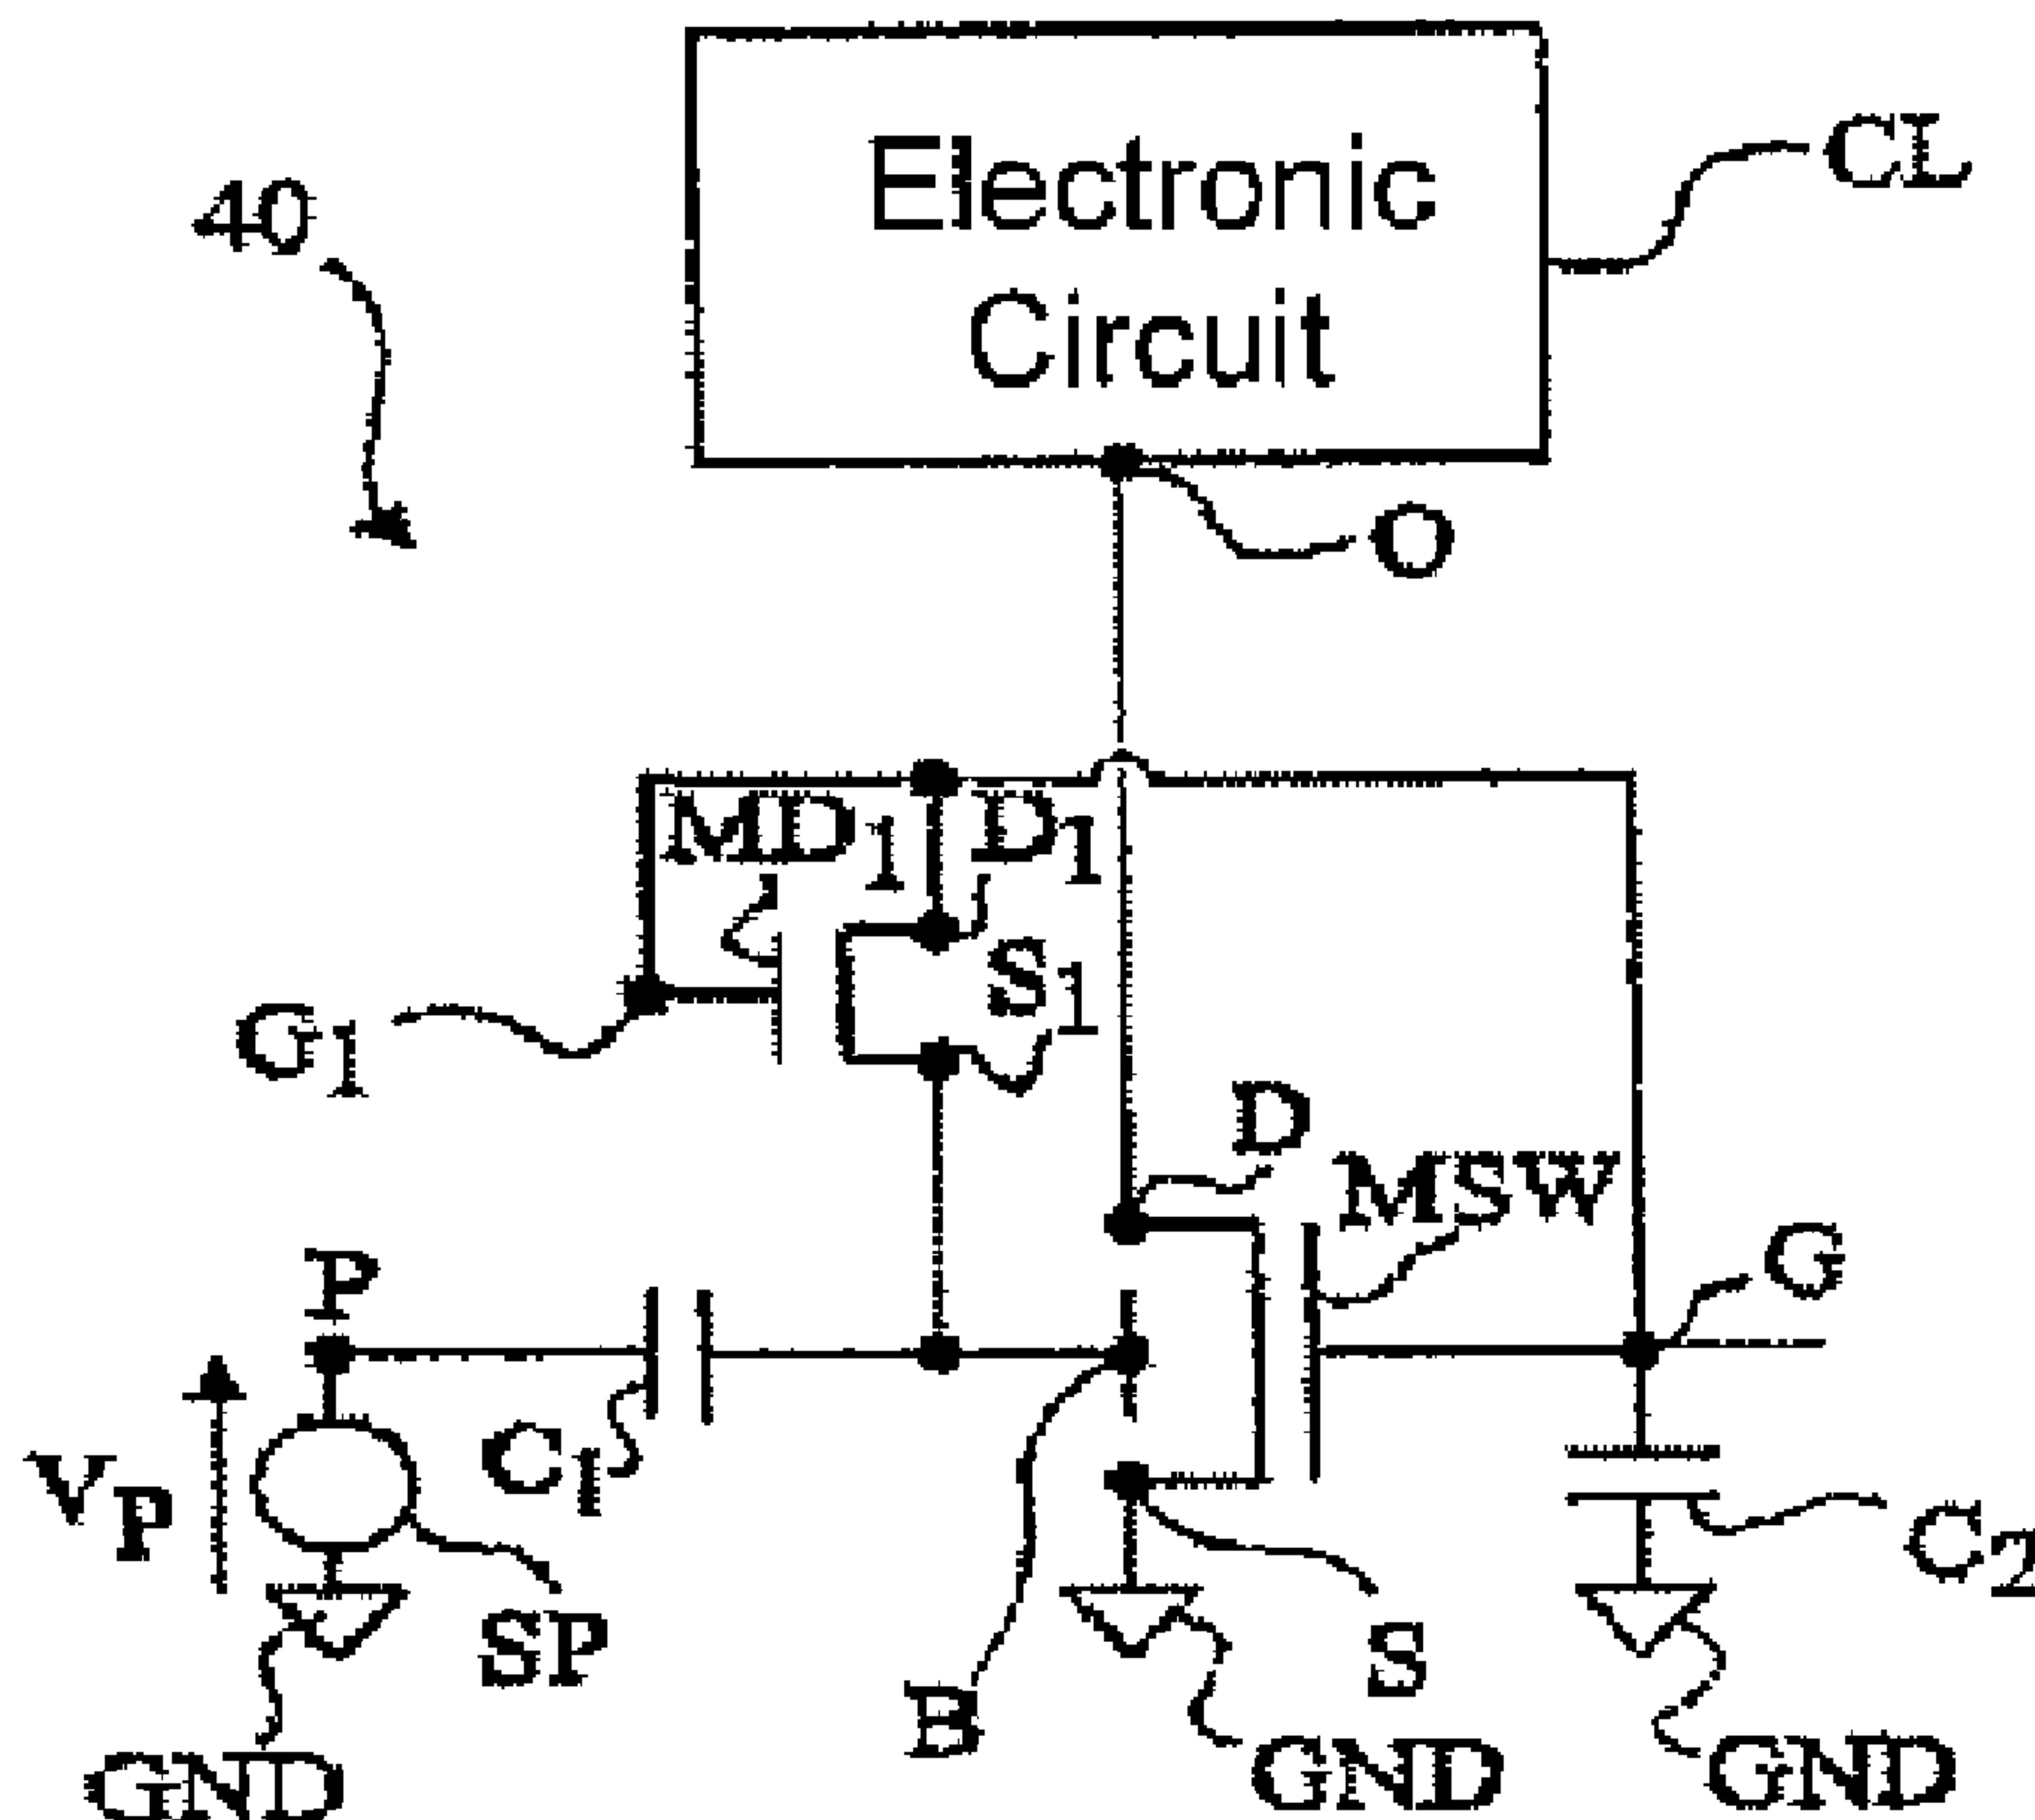 Electronic
Circuit
CL
40
O
MD1
D1
S1
G1
D
MSW
G
P
VP
C1
C2
SP
S
B
GND
GND
GND